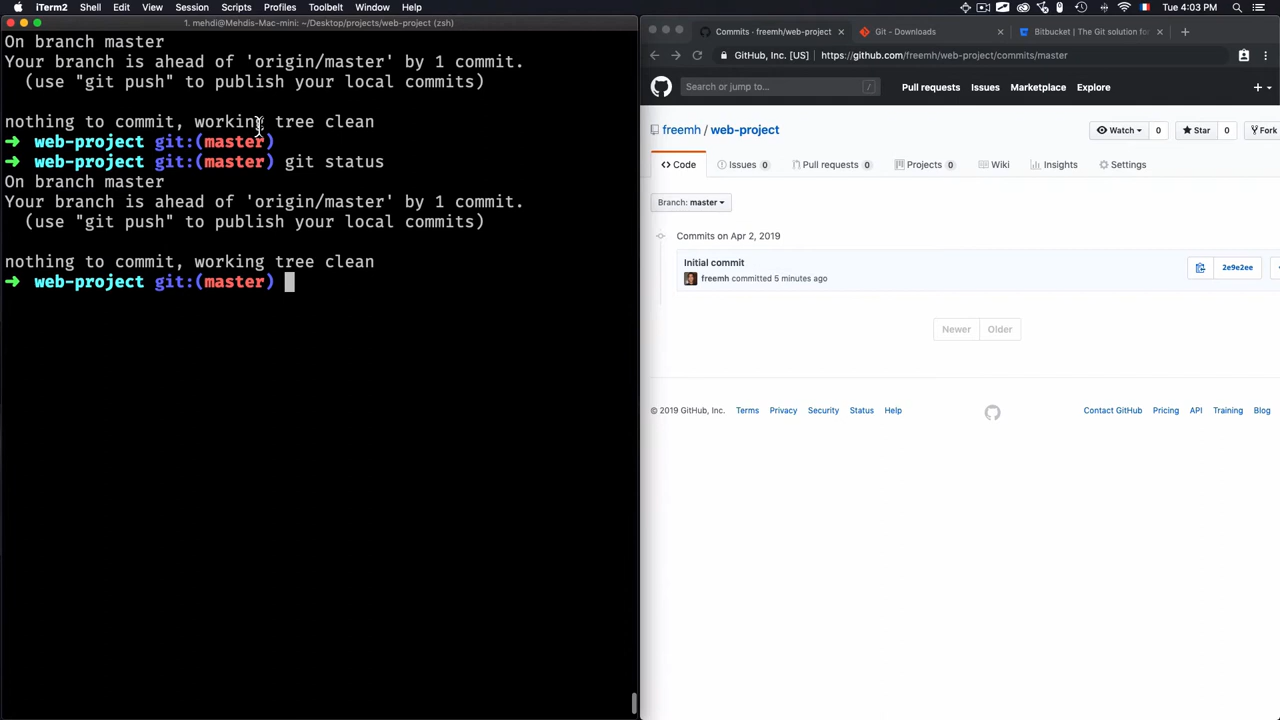 iTerm2 Shell Edit View Session Scripts Profiles Toolbelt Window Help
Tue 4:03 PM
1. mehdi@Mehdis-Mac-mini: ~/Desktop/projects/web-project (zsh)
On branch master
Your branch is ahead of 'origin/master' by 1 commit.
(use "git push" to publish your local commits)
nothing to commit, working tree clean
➜ web-project git:(master)
➜ web-project git:(master) git status
On branch master
Your branch is ahead of 'origin/master' by 1 commit.
(use "git push" to publish your local commits)
nothing to commit, working tree clean
➜ web-project git:(master)
Commits · freemh/web-project
Git - Downloads
Bitbucket | The Git solution for
GitHub, Inc. [US] https://github.com/freemh/web-project/commits/master
Search or jump to... /
Pull requests Issues Marketplace Explore
freemh / web-project
Watch 0 Star 0 Fork
Code Issues 0 Pull requests 0 Projects 0 Wiki Insights Settings
Branch: master
Commits on Apr 2, 2019
Initial commit
freemh committed 5 minutes ago
2e9e2ee
Newer Older
© 2019 GitHub, Inc. Terms Privacy Security Status Help
Contact GitHub Pricing API Training Blog